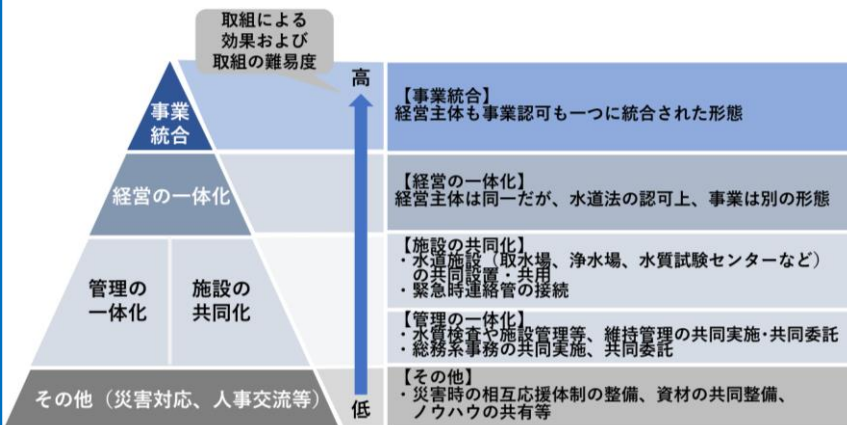 取組による
効果および
取組の難易度
高
事業
統合
経営の一体化
管理の
一体化
施設の
共同化
その他（災害対応、人事交流等）
低
【事業統合】
経営主体も事業認可も一つに統合された形態
【経営の一体化】
経営主体は同一だが、水道法の認可上、事業は別の形態
【施設の共同化】
・水道施設（取水場、浄水場、水質試験センターなど）
の共同設置・共用
・緊急時連絡管の接続
【管理の一体化】
・水質検査や施設管理等、維持管理の共同実施・共同委託
・総務系事務の共同実施、共同委託
【その他】
・災害時の相互応援体制の整備、資材の共同整備、
ノウハウの共有等